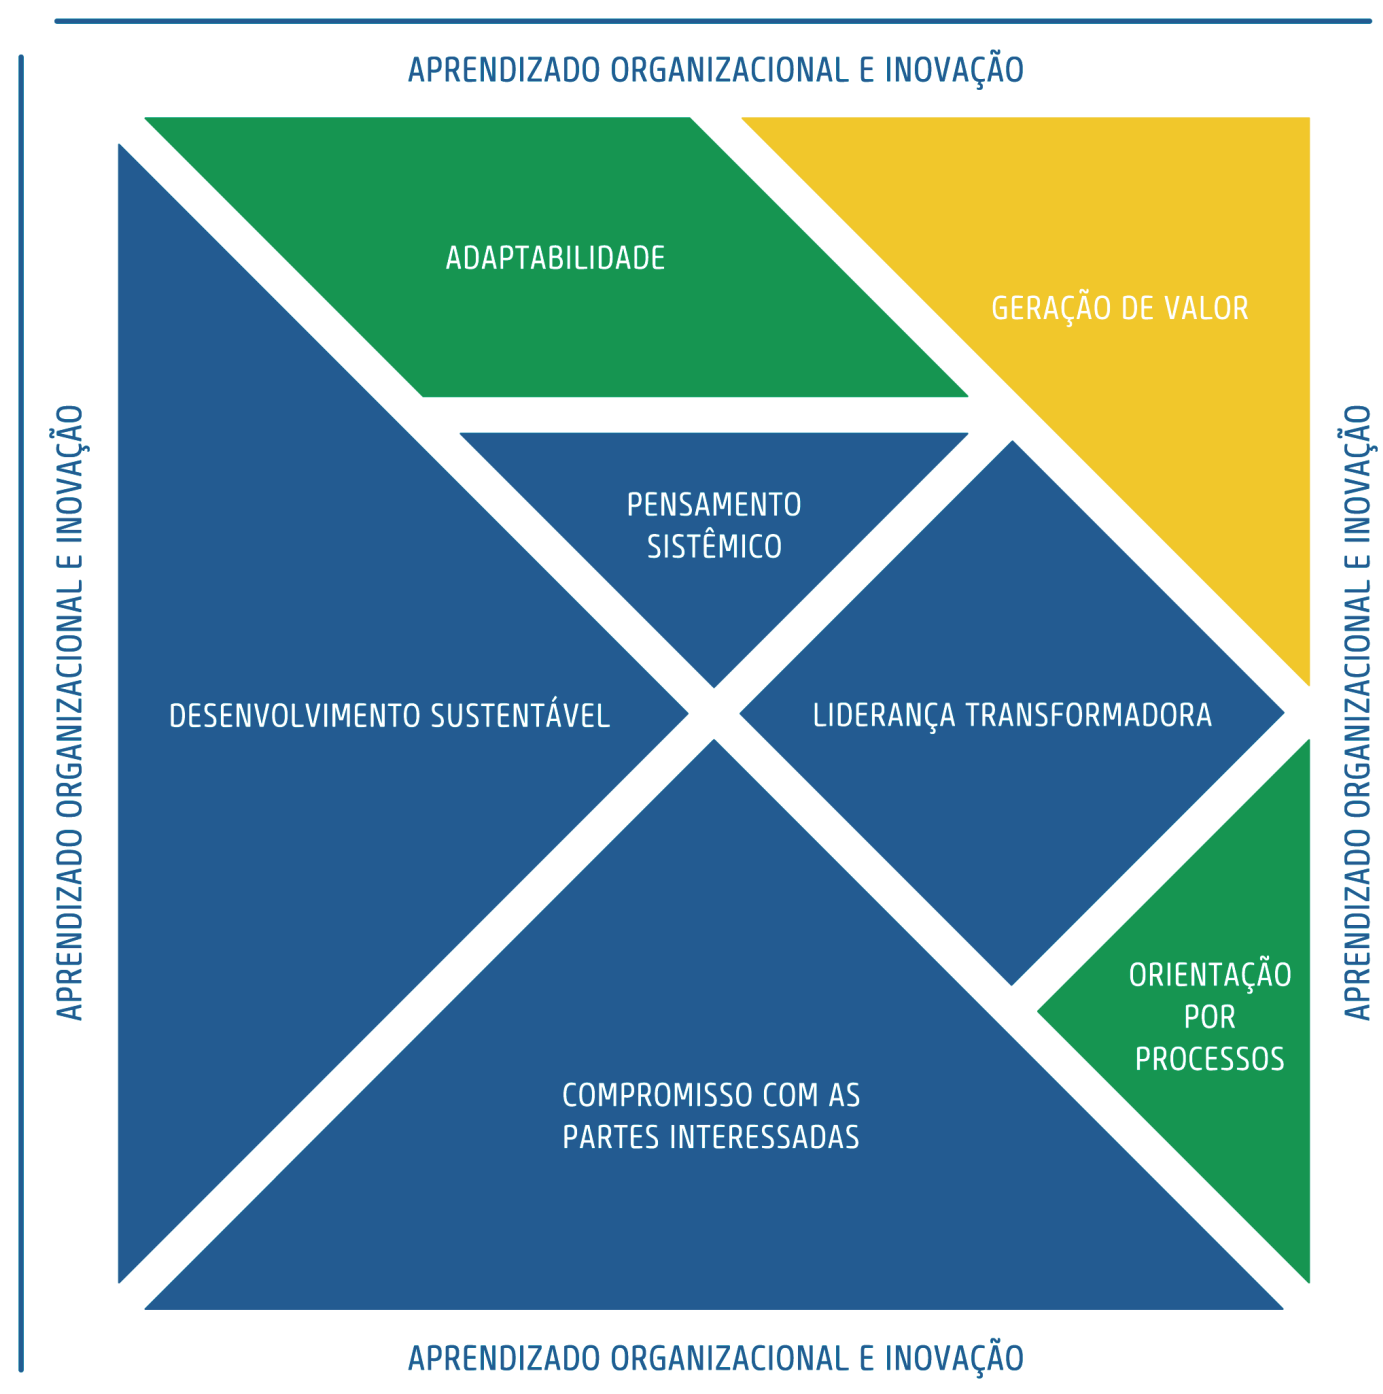 APRENDIZADO ORGANIZACIONAL E INOVAÇÃO
ADAPTABILIDADE
GERAÇÃO DE VALOR
APRENDIZADO ORGANIZACIONAL E INOVAÇÃO
PENSAMENTO
SISTÊMICO
DESENVOLVIMENTO SUSTENTÁVEL
LIDERANÇA TRANSFORMADORA
APRENDIZADO ORGANIZACIONAL E INOVAÇÃO
ORIENTAÇÃO
POR
PROCESSOS
COMPROMISSO COM AS
PARTES INTERESSADAS
APRENDIZADO ORGANIZACIONAL E INOVAÇÃO